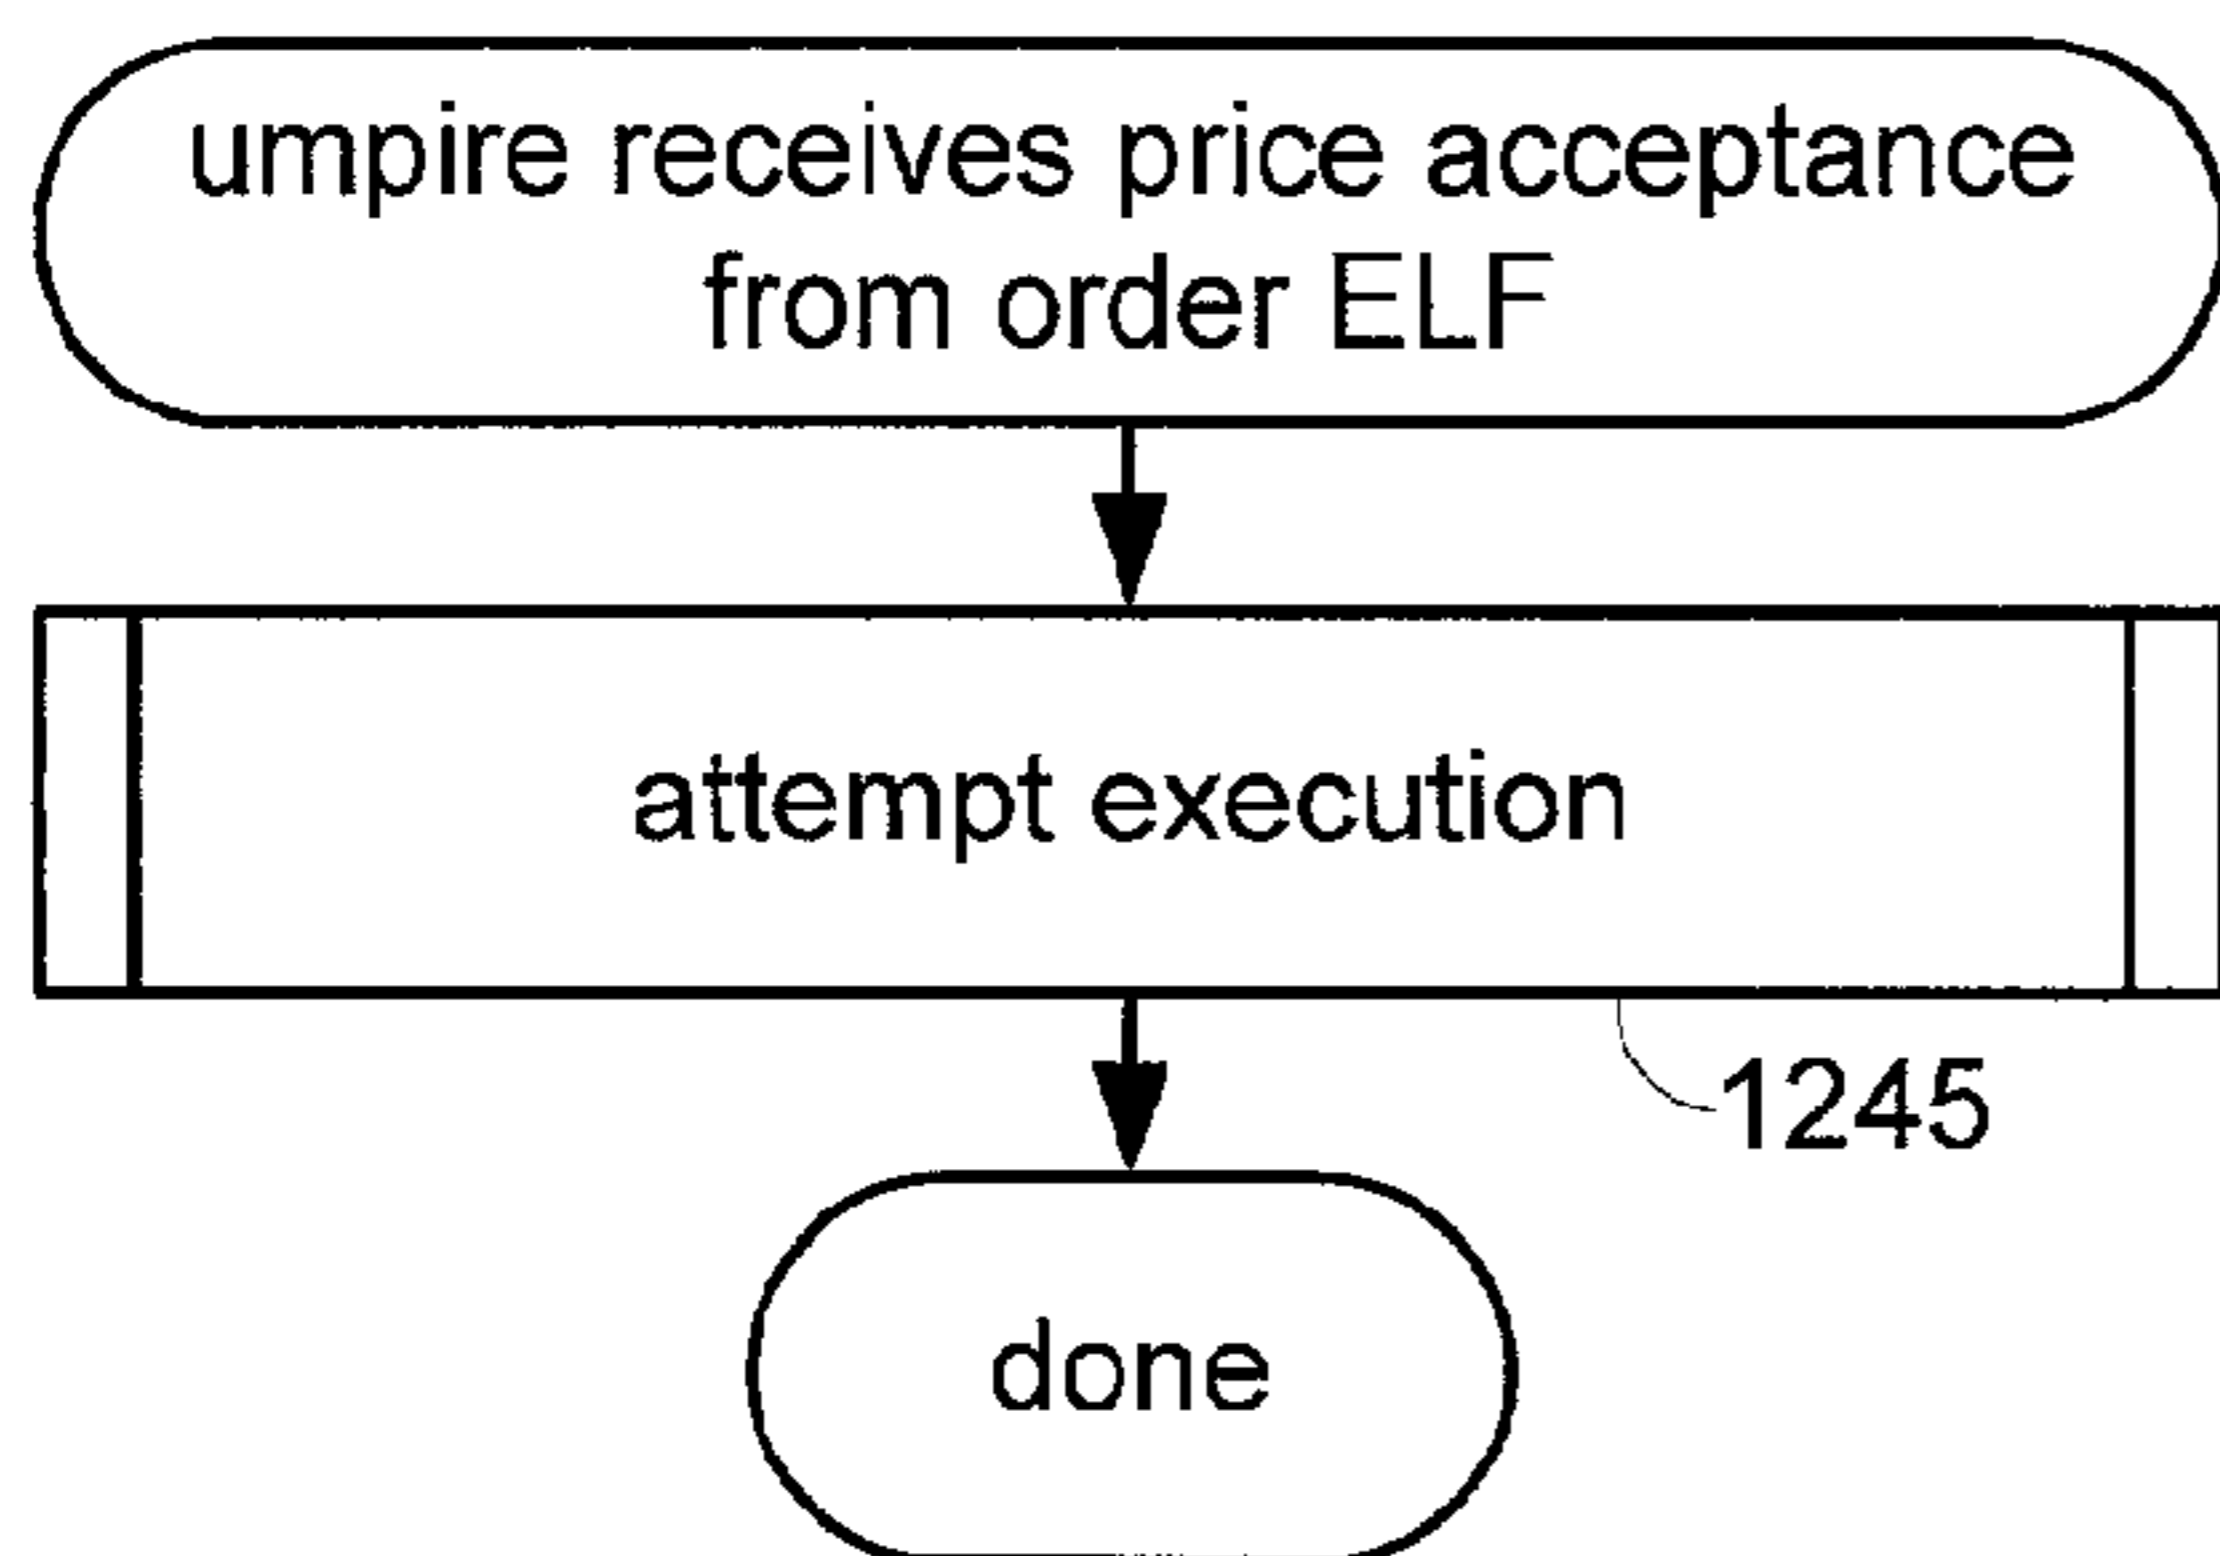 umpire receives price acceptance
from order ELF
attempt execution
1245
done